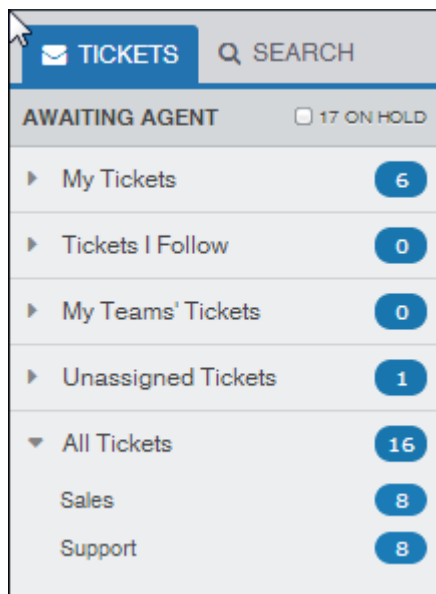 TICKETS SEARCH
AWAITING AGENT 17 ON HOLD
My Tickets 6
Tickets I Follow 0
My Teams' Tickets 0
Unassigned Tickets 1
All Tickets 16
Sales 8
Support 8